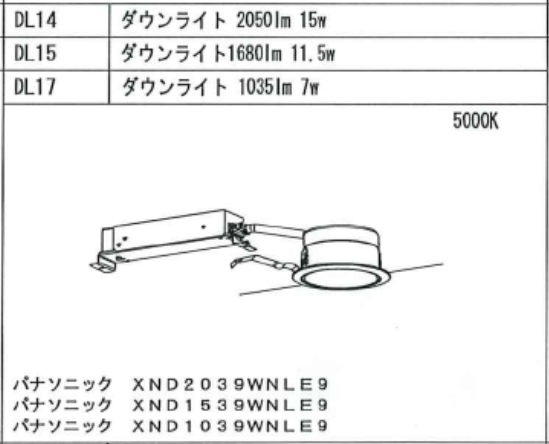 DL14 ダウンライト 2050lm 15w
DL15 ダウンライト1680lm 11.5w
DL17 ダウンライト 1035lm 7w
5000K
パナソニック XND2039WNLE9
パナソニック XND1539WNLE9
パナソニック XND1039WNLE9